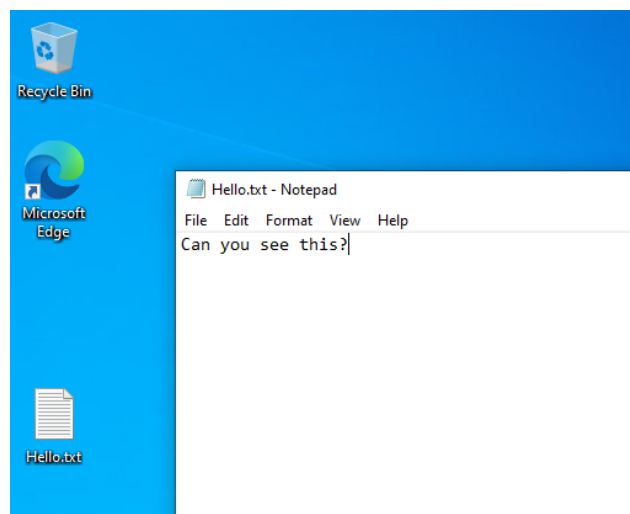 Recycle Bin
Microsoft
Edge
Hello.txt - Notepad
File Edit Format View Help
Can you see this?
Hello.txt